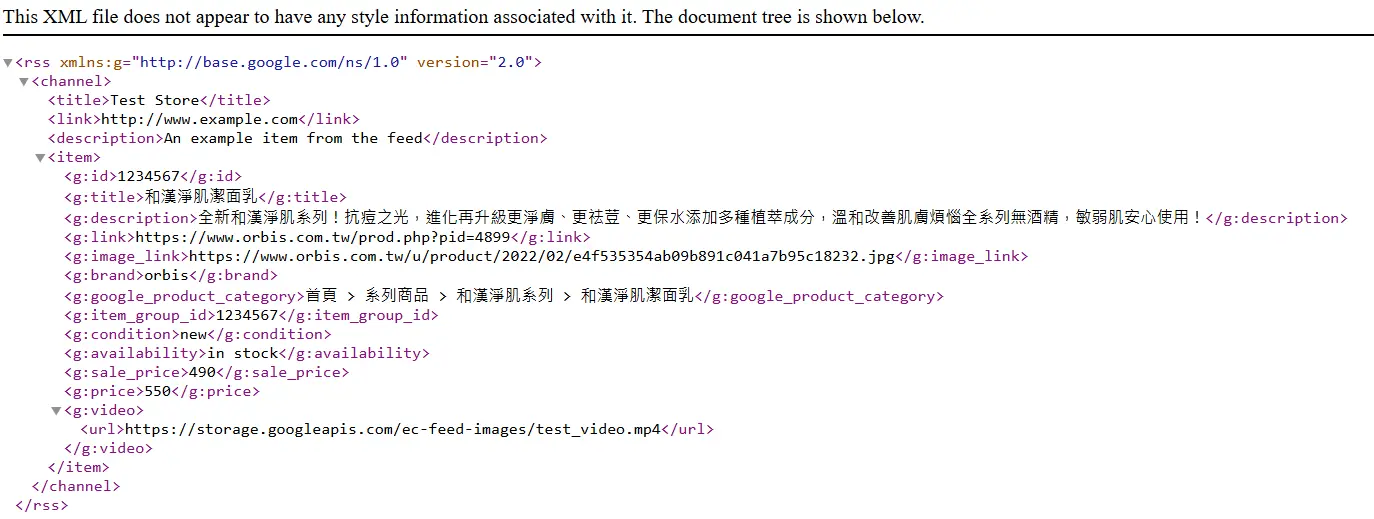 This XML file does not appear to have any style information associated with it. The document tree is shown below.
▼<rss xmlns:g="http://base.google.com/ns/1.0" version="2.0">
▼<channel>
<title>Test Store</title>
<link>http://www.example.com</link>
<description>An example item from the feed</description>
▼<item>
<g:id>1234567</g:id>
<g:title>和漢淨肌潔面乳</g:title>
<g:description>全新和漢淨肌系列！抗痘之光，進化再升級更淨膚、更祛荳、更保水添加多種植萃成分，溫和改善肌膚煩惱全系列無酒精，敏弱肌安心使用！</g:description>
<g:link>https://www.orbis.com.tw/prod.php?pid=4899</g:link>
<g:image_link>https://www.orbis.com.tw/u/product/2022/02/e4f535354ab09b891c041a7b95c18232.jpg</g:image_link>
<g:brand>orbis</g:brand>
<g:google_product_category>首頁 > 系列商品 > 和漢淨肌系列 > 和漢淨肌潔面乳</g:google_product_category>
<g:item_group_id>1234567</g:item_group_id>
<g:condition>new</g:condition>
<g:availability>in stock</g:availability>
<g:sale_price>490</g:sale_price>
<g:price>550</g:price>
▼<g:video>
<url>https://storage.googleapis.com/ec-feed-images/test_video.mp4</url>
</g:video>
</item>
</channel>
</rss>